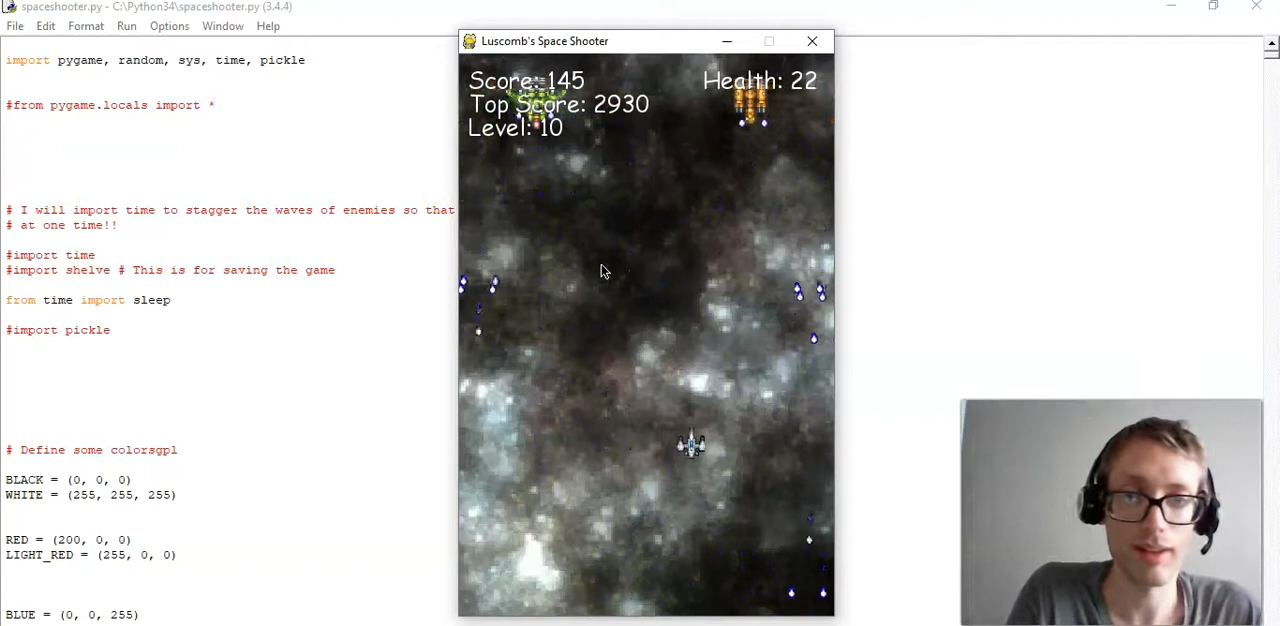 spaceshooter.py - C:\Python34\spaceshooter.py (3.4.4)
File Edit Format Run Options Window Help
import pygame, random, sys, time, pickle
#from pygame.locals import *
# I will import time to stagger the waves of enemies so that
# at one time!!
#import time
#import shelve # This is for saving the game
from time import sleep
#import pickle
# Define some colorsgpl
BLACK = (0, 0, 0)
WHITE = (255, 255, 255)
RED = (200, 0, 0)
LIGHT_RED = (255, 0, 0)
BLUE = (0, 0, 255)
Luscomb's Space Shooter
Score: 145 Health: 22
Top Score: 2930
Level: 10